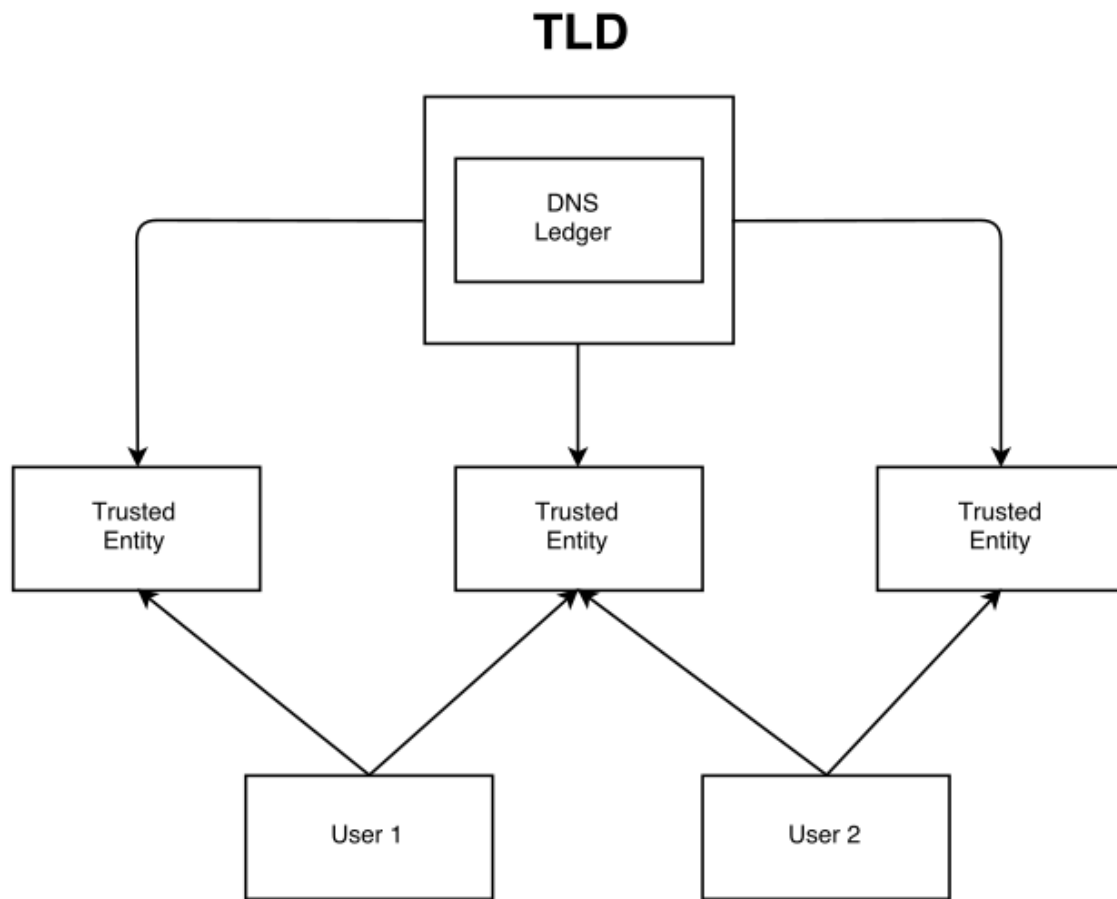 TLD
DNS
Ledger
Trusted
Entity
Trusted
Entity
Trusted
Entity
User 1
User 2